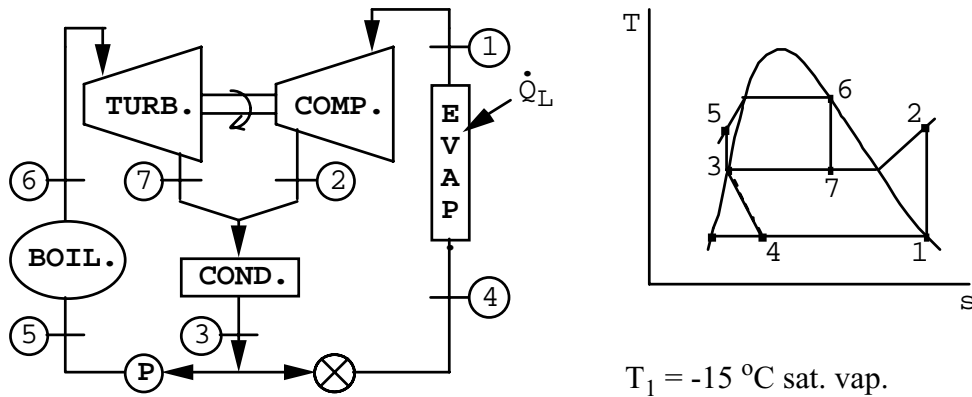 TURB.
COMP.
1
Q̇L
E
V
A
P
6
7
2
BOIL.
COND.
4
5
3
P
T
6
5
2
3
7
4
1
s
T1 = -15 °C sat. vap.